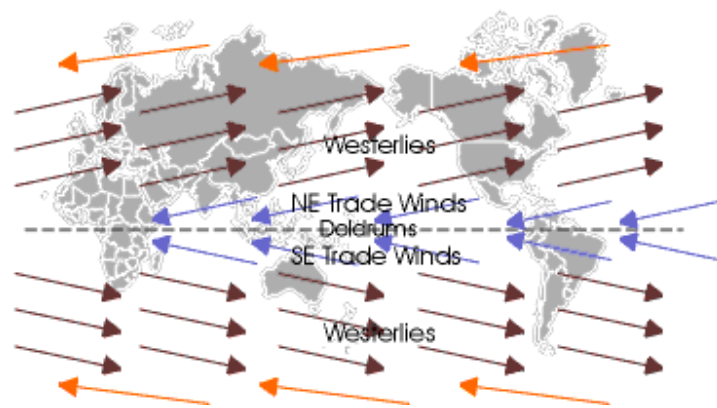 Westerlies
NE Trade Winds
Doldrums
SE Trade Winds
Westerlies